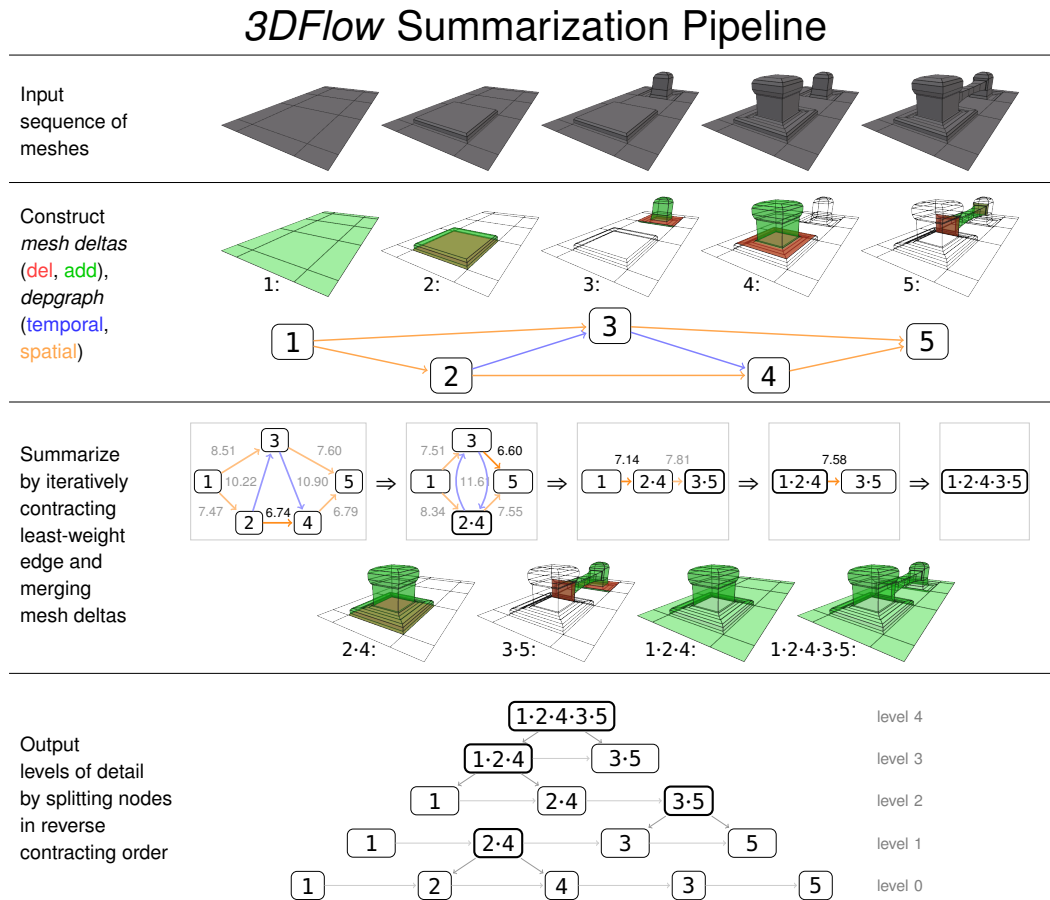 3DFlow Summarization Pipeline
Input
sequence of
meshes
Construct
mesh deltas
(del, add),
depgraph
(temporal,
spatial)
1:
2:
3:
4:
5:
1
2
3
4
5
Summarize
by iteratively
contracting
least-weight
edge and
merging
mesh deltas
8.51
3
7.60
1
10.22
10.90
5
7.47
2
6.74
4
6.79
⇒
7.51
3
6.60
1
11.61
5
8.34
2·4
7.55
⇒
7.14
7.81
1
2·4
3·5
⇒
7.58
1·2·4
3·5
⇒
1·2·4·3·5
2·4:
3·5:
1·2·4:
1·2·4·3·5:
Output
levels of detail
by splitting nodes
in reverse
contracting order
1·2·4·3·5 level 4
1·2·4 3·5 level 3
1 2·4 3·5 level 2
1 2·4 3 5 level 1
1 2 4 3 5 level 0